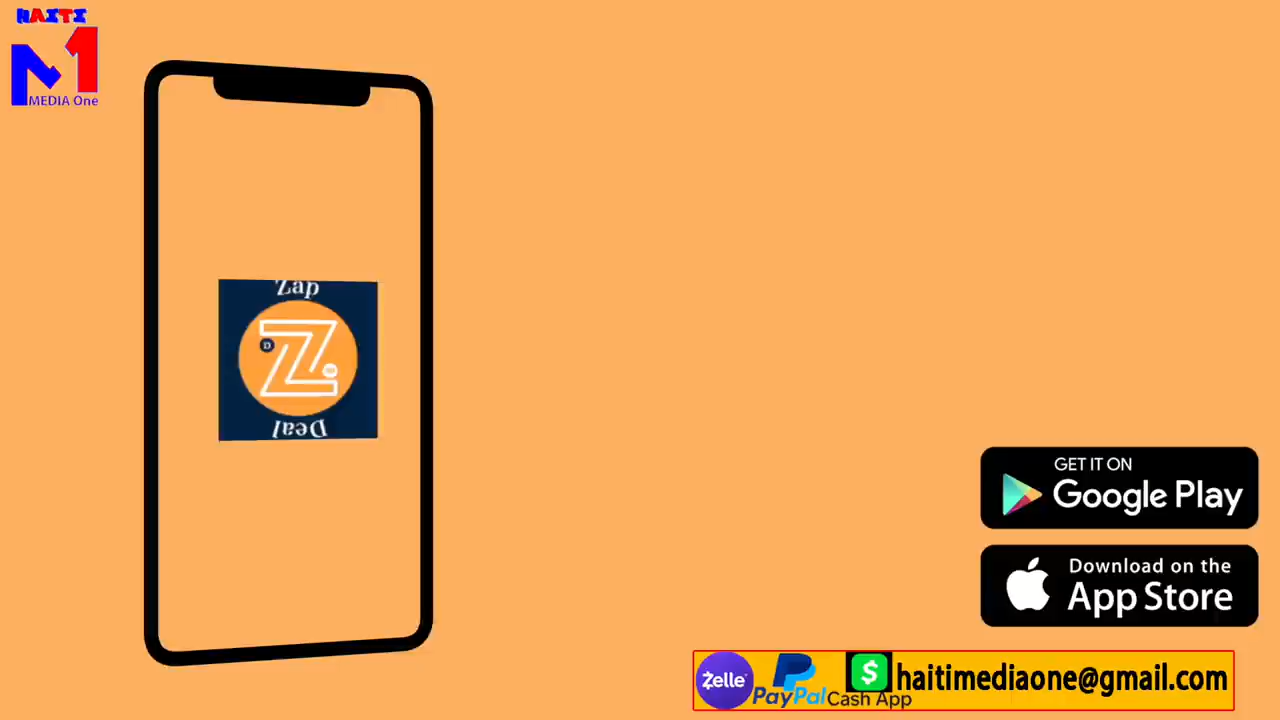 HAITI
M1
MEDIA One
Zap
Z
Deal
GET IT ON
Google Play
Download on the
App Store
Zelle
PayPal
Cash App
haitimediaone@gmail.com